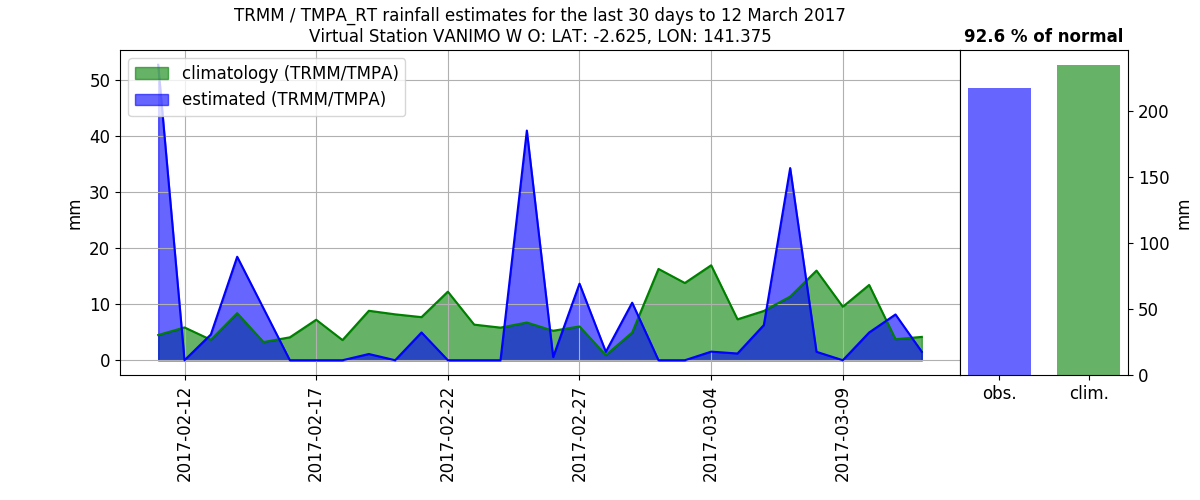 TRMM / TMPA_RT rainfall estimates for the last 30 days to 12 March 2017
Virtual Station VANIMO W O: LAT: -2.625, LON: 141.375
92.6 % of normal
climatology (TRMM/TMPA)
estimated (TRMM/TMPA)
50
40
30
20
10
0
mm
2017-02-12
2017-02-17
2017-02-22
2017-02-27
2017-03-04
2017-03-09
200
150
100
50
0
mm
obs.
clim.